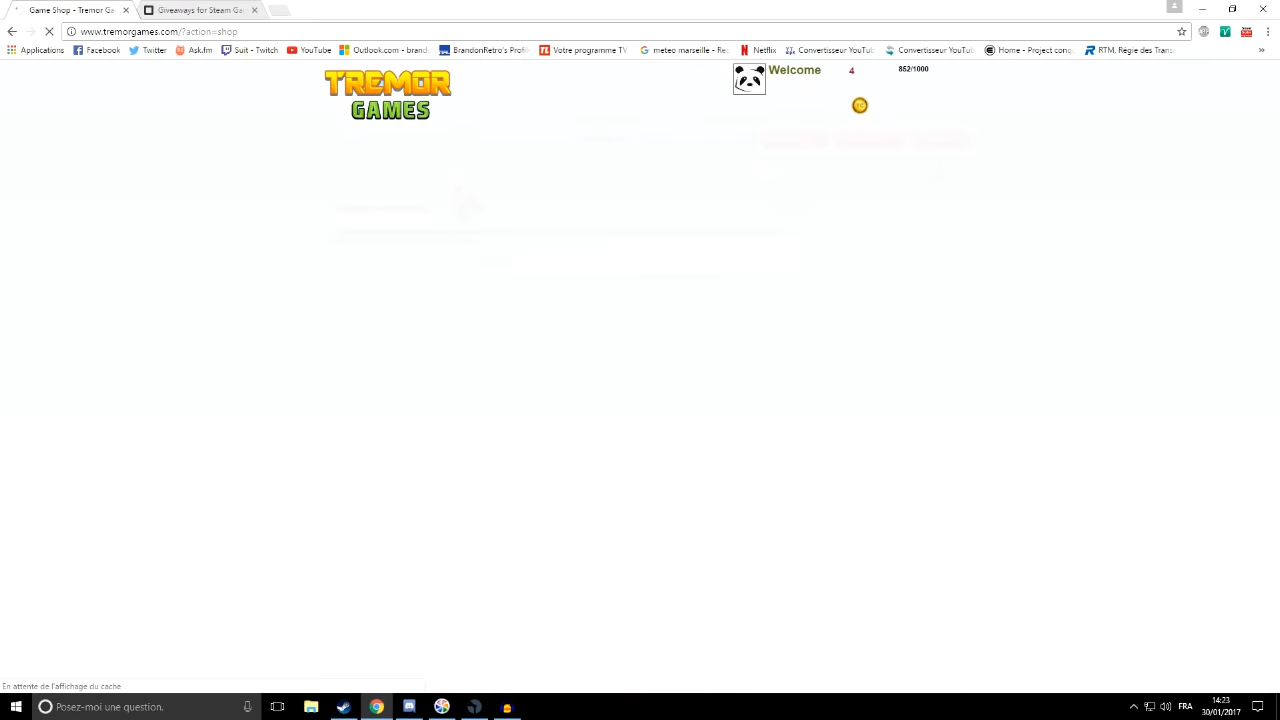 Game Shop - Tremor Ga
Giveaways for Steam Ga
www.tremorgames.com/?action=shop
Applications
Facebook
Twitter
Ask.fm
Suit - Twitch
YouTube
Outlook.com - brand
BrandonRetro's Profil
Votre programme TV
meteo marseille - Rec
Netflix
Convertisseur YouTu
Convertisseur YouTu
Home - Project conq
RTM, Régie des Trans
»
TREMOR
GAMES
Welcome
4
852/1000
En attente de l'affichage du cache
Posez-moi une question.
FRA
14:23
30/01/2017